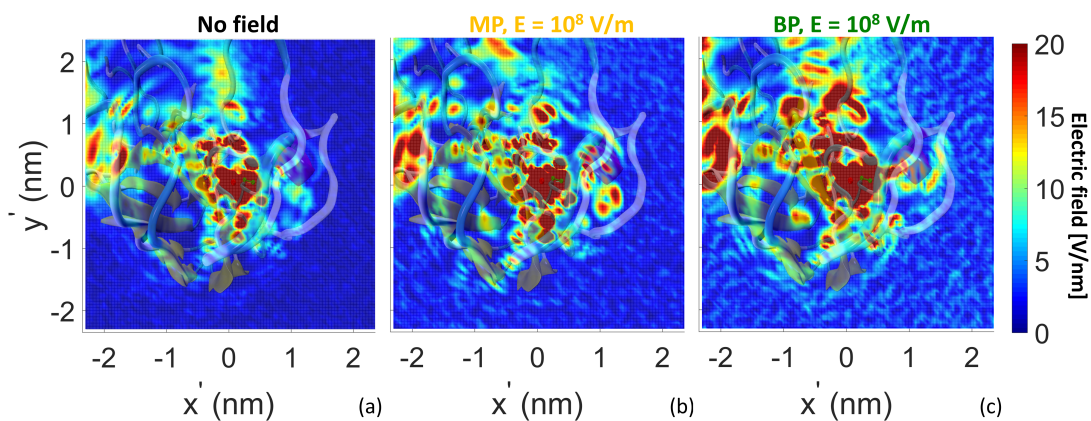 No field
MP, E = 10⁸ V/m
BP, E = 10⁸ V/m
y' (nm)
2
1
0
-1
-2
-2 -1 0 1 2
-2 -1 0 1 2
-2 -1 0 1 2
x' (nm)
(a)
x' (nm)
(b)
x' (nm)
(c)
20
15
10
5
0
Electric field [V/nm]